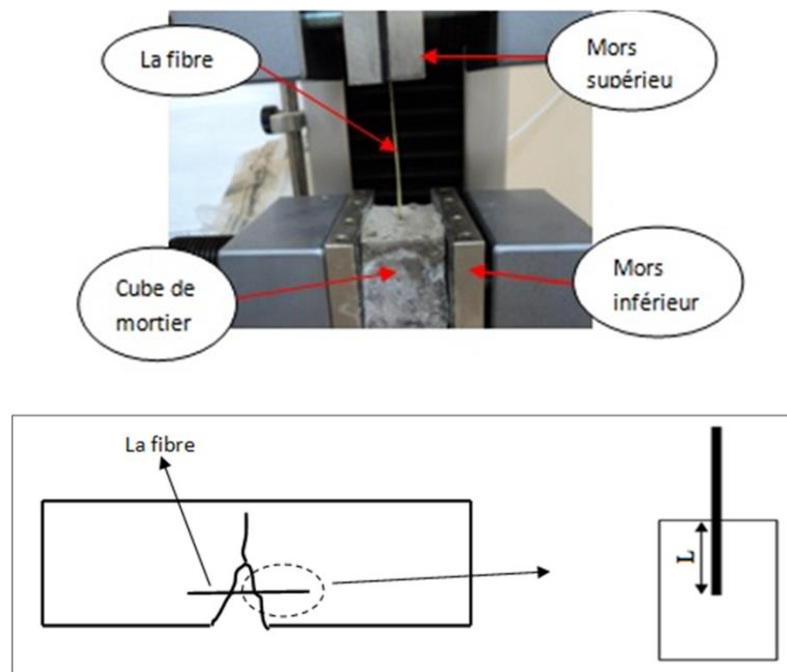 La fibre
Mors
supérieu
Cube de
mortier
Mors
inférieur
La fibre
L